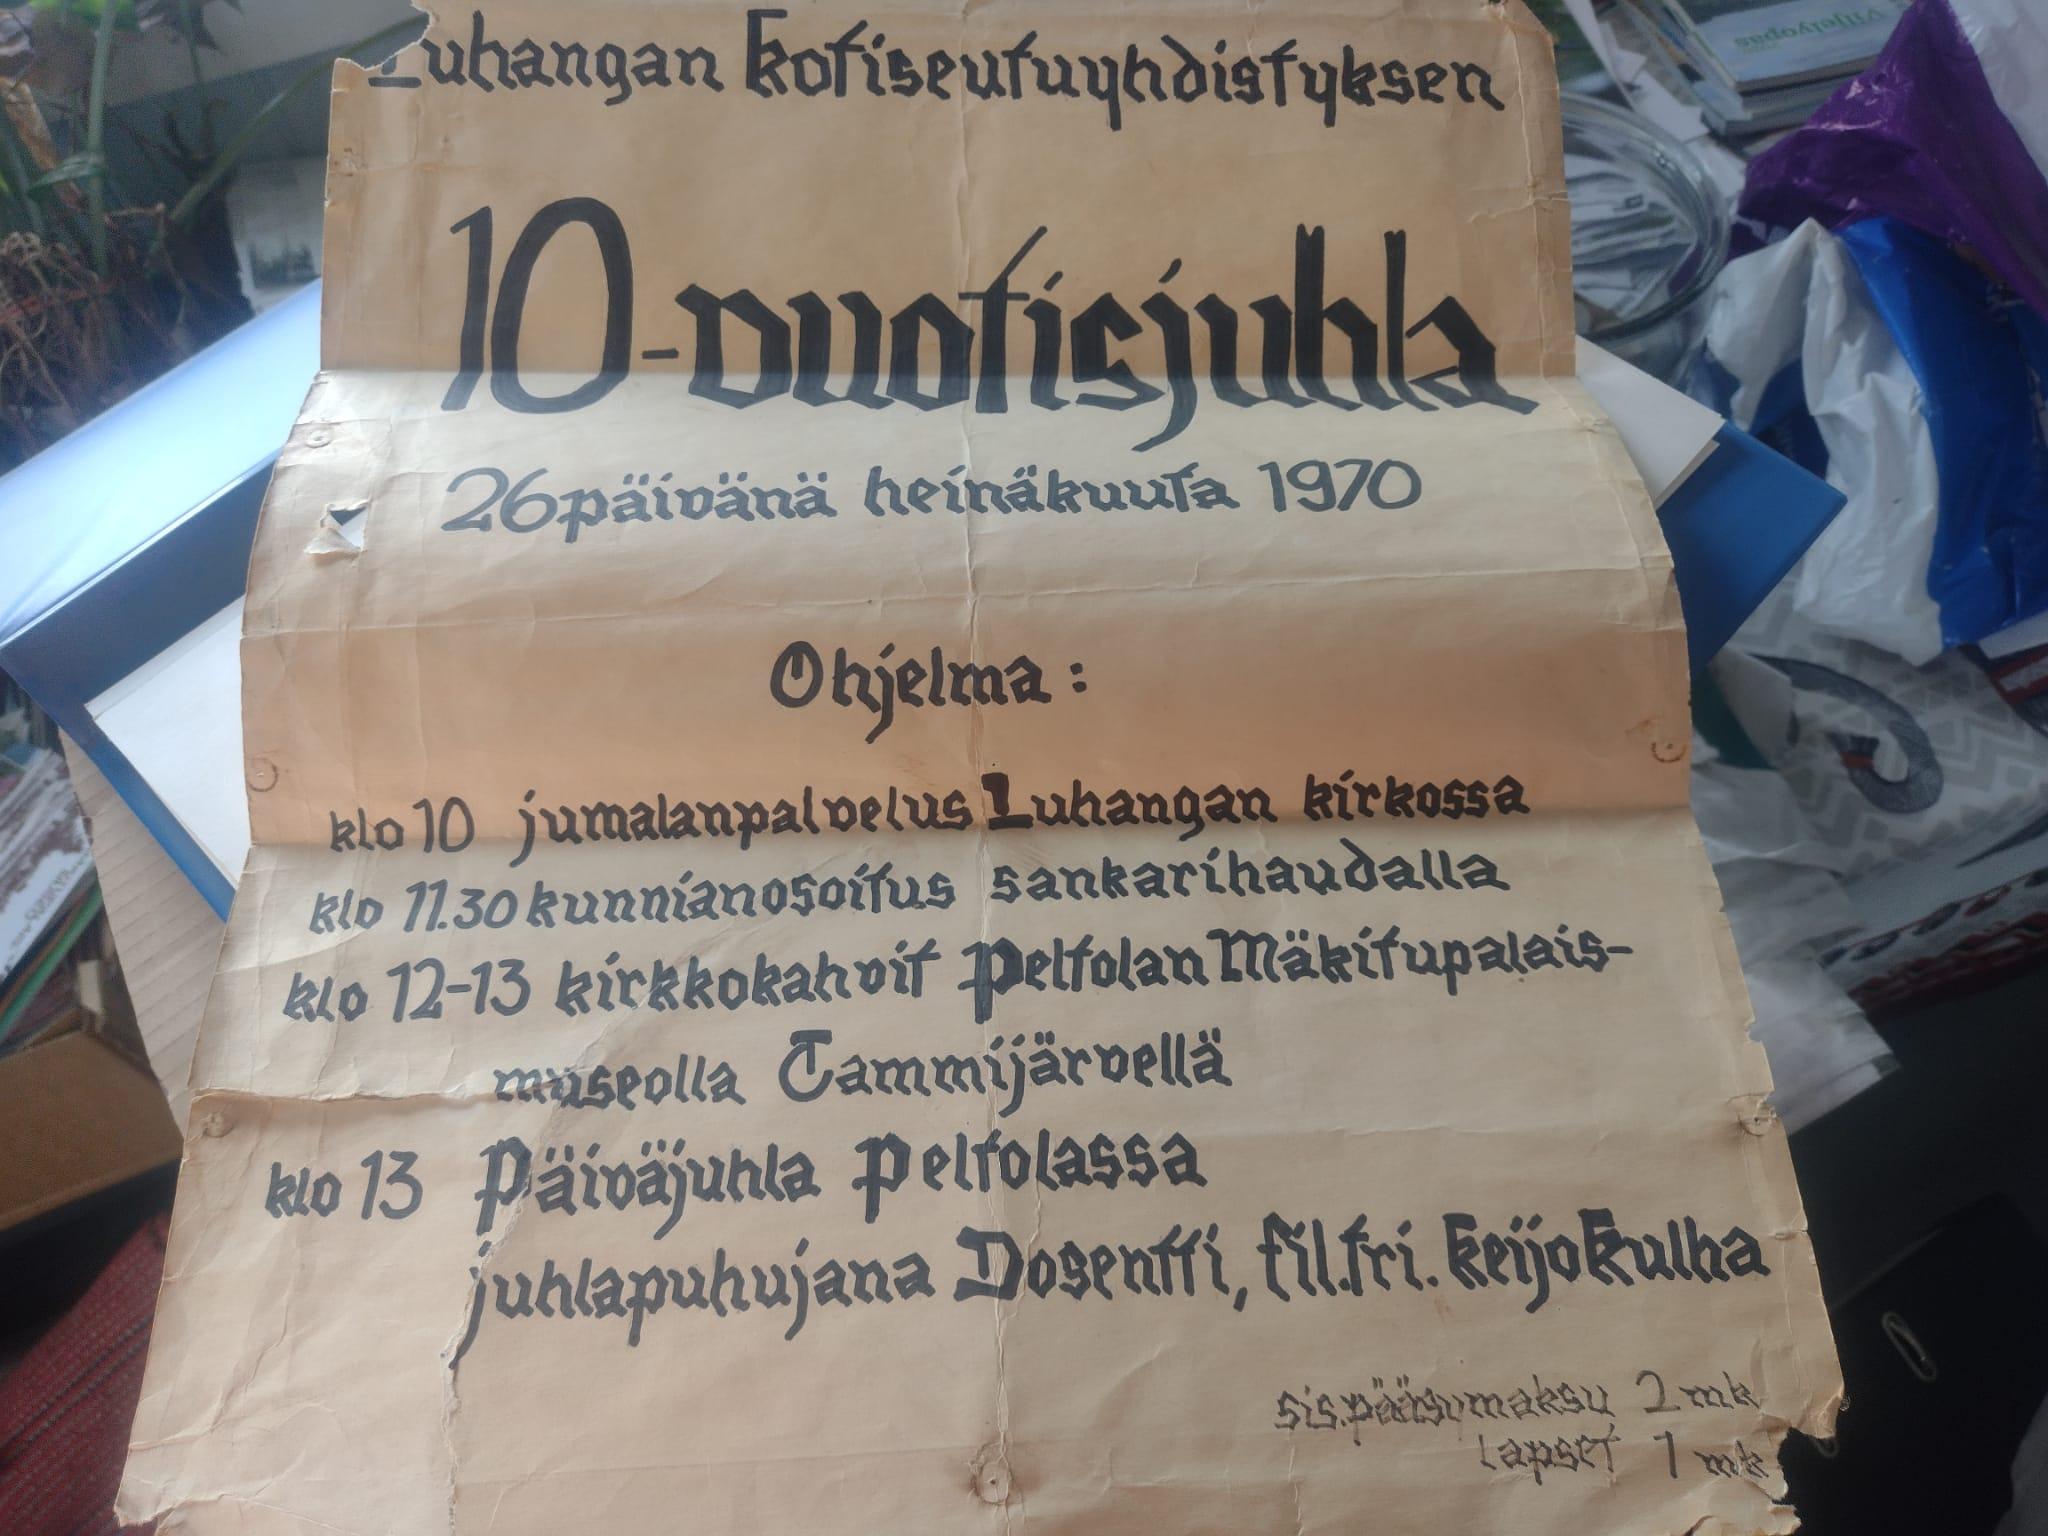 Luhangan Kotiseutuyhdistyksen
10-vuotisjuhla
26 päivänä heinäkuuta 1970
Ohjelma:
klo 10 jumalanpalvelus Luhangan kirkossa
klo 11.30 kunnianosoitus sankarihaudalla
klo 12-13 kirkkokahvit Peltolan Mäkitupalais-
museolla Tammijärvellä
klo 13 Päiväjuhla Peltolassa
juhlapuhujana Dosentti, fil.tri. Keijo Kulha
sis.pääsymaksu 2 mk
lapset 1 mk
Viljelyopas